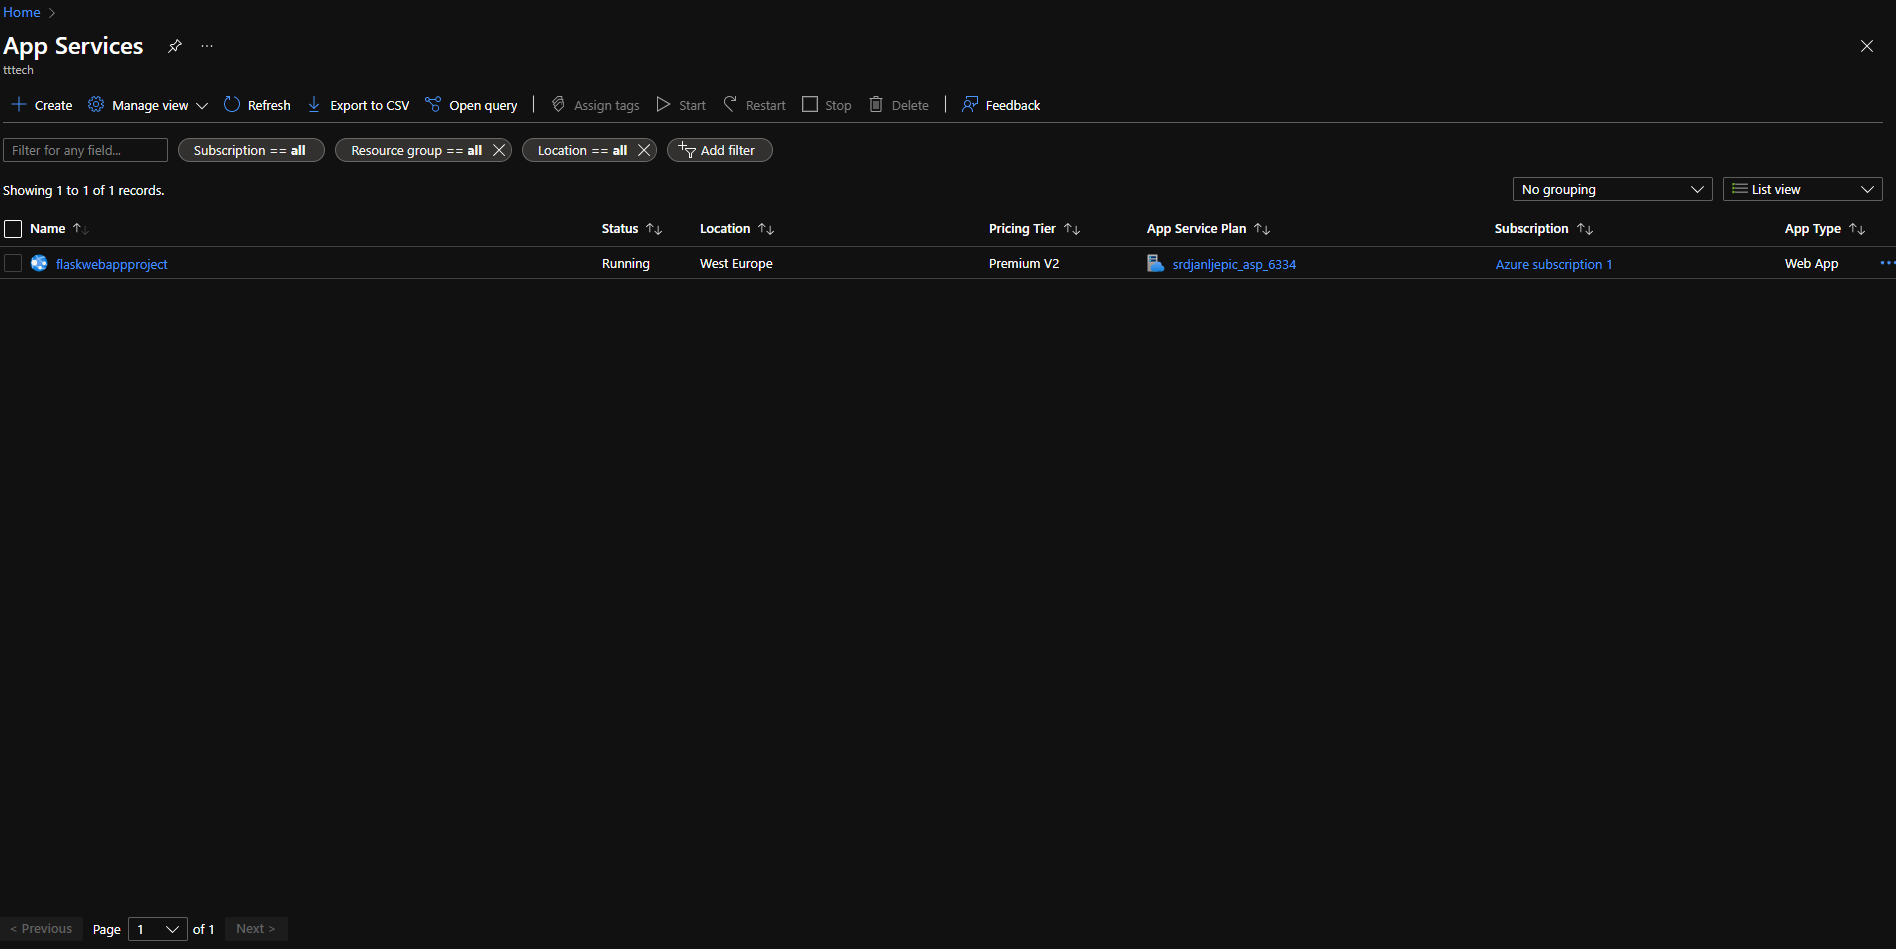 Home >
App Services ...
tttech
Create Manage view Refresh Export to CSV Open query Assign tags Start Restart Stop Delete Feedback
Filter for any field... Subscription == all Resource group == all Location == all Add filter
Showing 1 to 1 of 1 records. No grouping List view
Name ↑↓ Status ↑↓ Location ↑↓ Pricing Tier ↑↓ App Service Plan ↑↓ Subscription ↑↓ App Type ↑↓
flaskwebappproject Running West Europe Premium V2 srdjanljepic_asp_6334 Azure subscription 1 Web App ...
< Previous Page 1 of 1 Next >